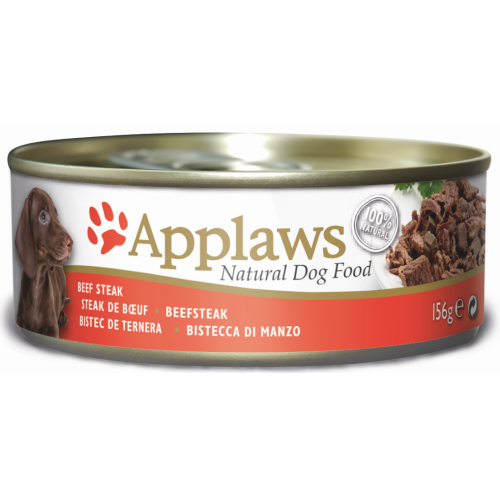 100%
NATURAL
Applaws
Natural Dog Food
BEEF STEAK
STEAK DE BŒUF • BEEFSTEAK
BISTEC DE TERNERA • BISTECCA DI MANZO
156g℮